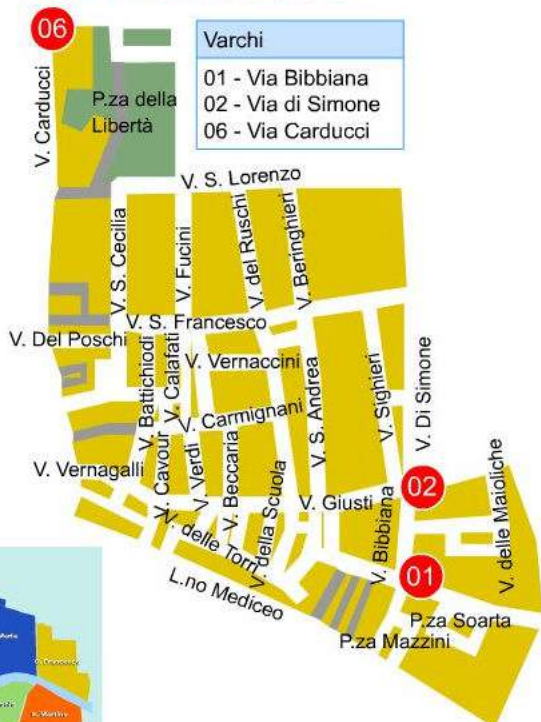 06
Varchi
01 - Via Bibbiana
02 - Via di Simone
06 - Via Carducci
V. Carducci
P.za della
Libertà
V. S. Lorenzo
V. S. Cecilia
V. Fucini
V. del Ruschi
V. Beringhieri
V. S. Francesco
V. Del Poschi
V. Battichiodi
V. Calafati
V. Vernaccini
V. Carmignani
V. S. Andrea
V. Sighieri
V. Di Simone
V. Vernagalli
V. Cavour
V. Verdi
V. Beccaria
V. della Scuola
V. Giusti
V. Bibbiana
02
V. delle Maioliche
V. delle Torri
01
L.no Mediceo
P.za Soarta
P.za Mazzini